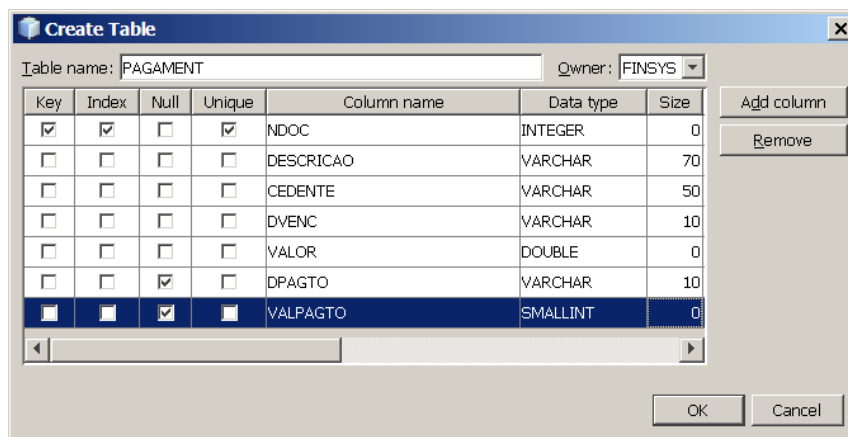 Create Table
Table name: PAGAMENT Owner: FINSYS
Key Index Null Unique Column name Data type Size Add column
NDOC INTEGER 0 Remove
DESCRICAO VARCHAR 70
CEDENTE VARCHAR 50
DVENC VARCHAR 10
VALOR DOUBLE 0
DPAGTO VARCHAR 10
VALPAGTO SMALLINT 0
OK Cancel